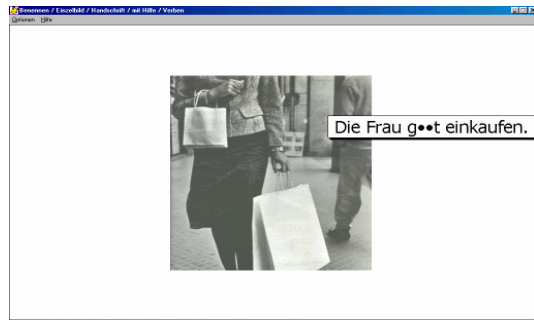 Benennen / Einzelbild / Handschrift / mit Hilfe / Verben
Optionen Hilfe
Die Frau g●●t einkaufen.